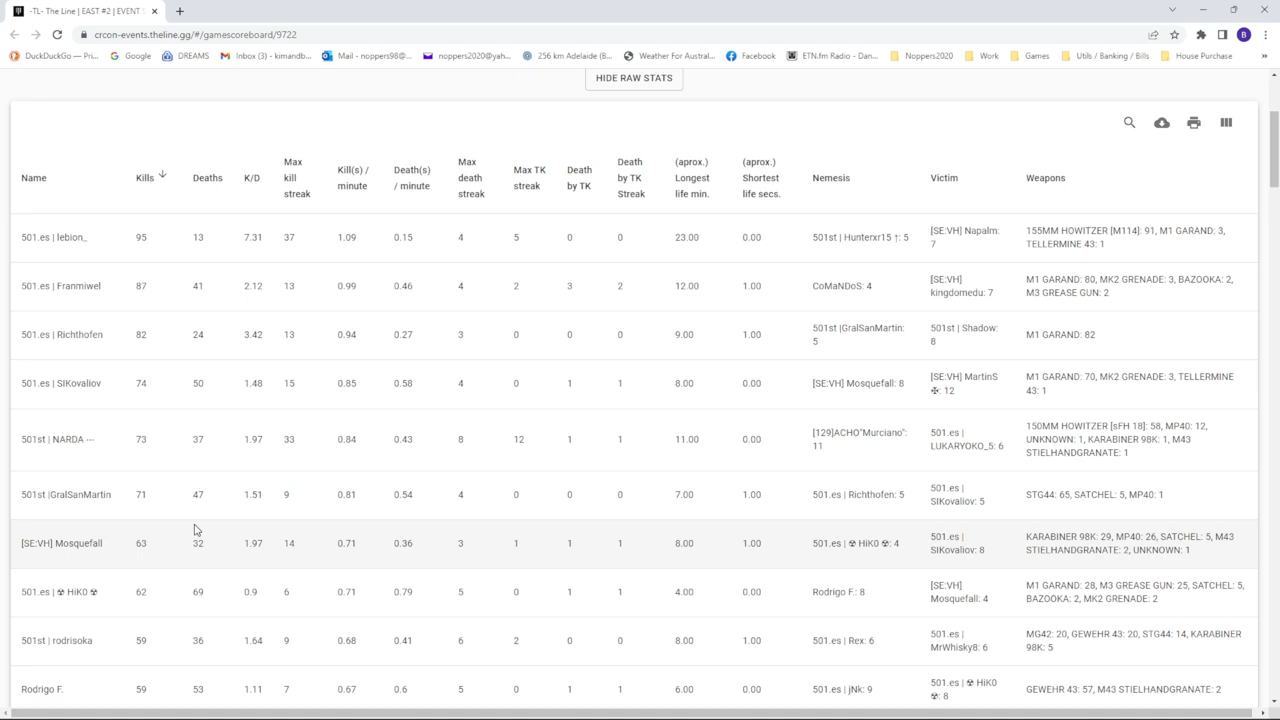 -TL- The Line | EAST #2 | EVENT S
crcon-events.theline.gg/#/gamescoreboard/9722
B
DuckDuckGo — Pri... Google DREAMS Inbox (3) - kimandb... Mail - noppers98@... noppers2020@yah... 256 km Adelaide (B... Weather For Austral... Facebook ETN.fm Radio - Dan... Noppers2020 Work Games Utils / Banking / Bills House Purchase »
HIDE RAW STATS
Name Kills ↓ Deaths K/D Max kill streak Kill(s) / minute Death(s) / minute Max death streak Max TK streak Death by TK Death by TK Streak (aprox.) Longest life min. (aprox.) Shortest life secs. Nemesis Victim Weapons
501.es | lebion_ 95 13 7.31 37 1.09 0.15 4 5 0 0 23.00 0.00 501st | Hunterxr15 ↑: 5 [SE:VH] Napalm: 7 155MM HOWITZER [M114]: 91, M1 GARAND: 3, TELLERMINE 43: 1
501.es | Franmiwel 87 41 2.12 13 0.99 0.46 4 2 3 2 12.00 1.00 CoMaNDoS: 4 [SE:VH] kingdomedu: 7 M1 GARAND: 80, MK2 GRENADE: 3, BAZOOKA: 2, M3 GREASE GUN: 2
501.es | Richthofen 82 24 3.42 13 0.94 0.27 3 0 0 0 9.00 1.00 501st |GralSanMartin: 5 501st | Shadow: 8 M1 GARAND: 82
501.es | SIKovaliov 74 50 1.48 15 0.85 0.58 4 0 1 1 8.00 0.00 [SE:VH] Mosquefall: 8 [SE:VH] MartinS ✠: 12 M1 GARAND: 70, MK2 GRENADE: 3, TELLERMINE 43: 1
501st | NARDA --- 73 37 1.97 33 0.84 0.43 8 12 1 1 11.00 0.00 [129]ACHO"Murciano": 11 501.es | LUKARYOKO_5: 6 150MM HOWITZER [sFH 18]: 58, MP40: 12, UNKNOWN: 1, KARABINER 98K: 1, M43 STIELHANDGRANATE: 1
501st |GralSanMartin 71 47 1.51 9 0.81 0.54 4 0 0 0 7.00 1.00 501.es | Richthofen: 5 501.es | SIKovaliov: 5 STG44: 65, SATCHEL: 5, MP40: 1
[SE:VH] Mosquefall 63 32 1.97 14 0.71 0.36 3 1 1 1 8.00 0.00 501.es | ☢ HiK0 ☢: 4 501.es | SIKovaliov: 8 KARABINER 98K: 29, MP40: 26, SATCHEL: 5, M43 STIELHANDGRANATE: 2, UNKNOWN: 1
501.es | ☢ HiK0 ☢ 62 69 0.9 6 0.71 0.79 5 0 1 1 4.00 0.00 Rodrigo F.: 8 [SE:VH] Mosquefall: 4 M1 GARAND: 28, M3 GREASE GUN: 25, SATCHEL: 5, BAZOOKA: 2, MK2 GRENADE: 2
501st | rodrisoka 59 36 1.64 9 0.68 0.41 6 2 0 0 8.00 1.00 501.es | Rex: 6 501.es | MrWhisky8: 6 MG42: 20, GEWEHR 43: 20, STG44: 14, KARABINER 98K: 5
Rodrigo F. 59 53 1.11 7 0.67 0.6 5 0 1 1 6.00 0.00 501.es | jNk: 9 501.es | ☢ HiK0 ☢: 8 GEWEHR 43: 57, M43 STIELHANDGRANATE: 2